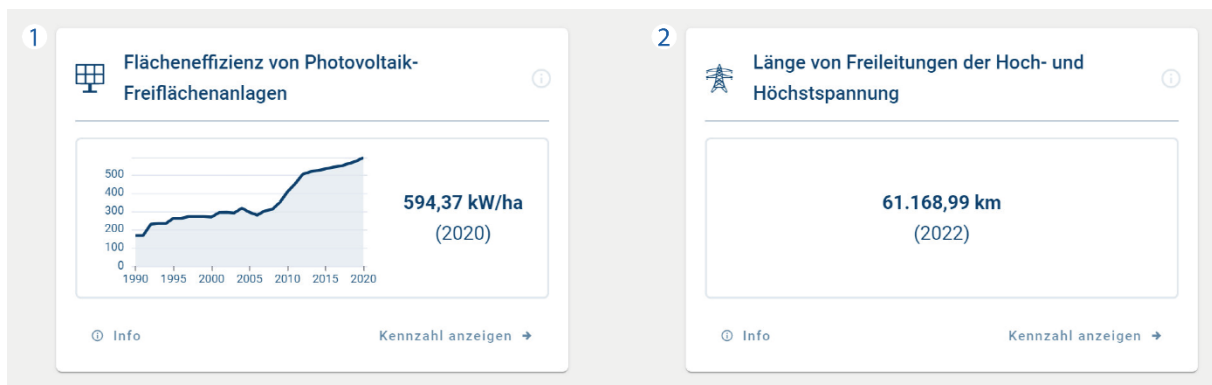 1
Flächeneffizienz von Photovoltaik-
Freiflächenanlagen
500
400
300
200
100
0
1990 1995 2000 2005 2010 2015 2020
594,37 kW/ha
(2020)
Info
Kennzahl anzeigen →
2
Länge von Freileitungen der Hoch- und
Höchstspannung
61.168,99 km
(2022)
Info
Kennzahl anzeigen →